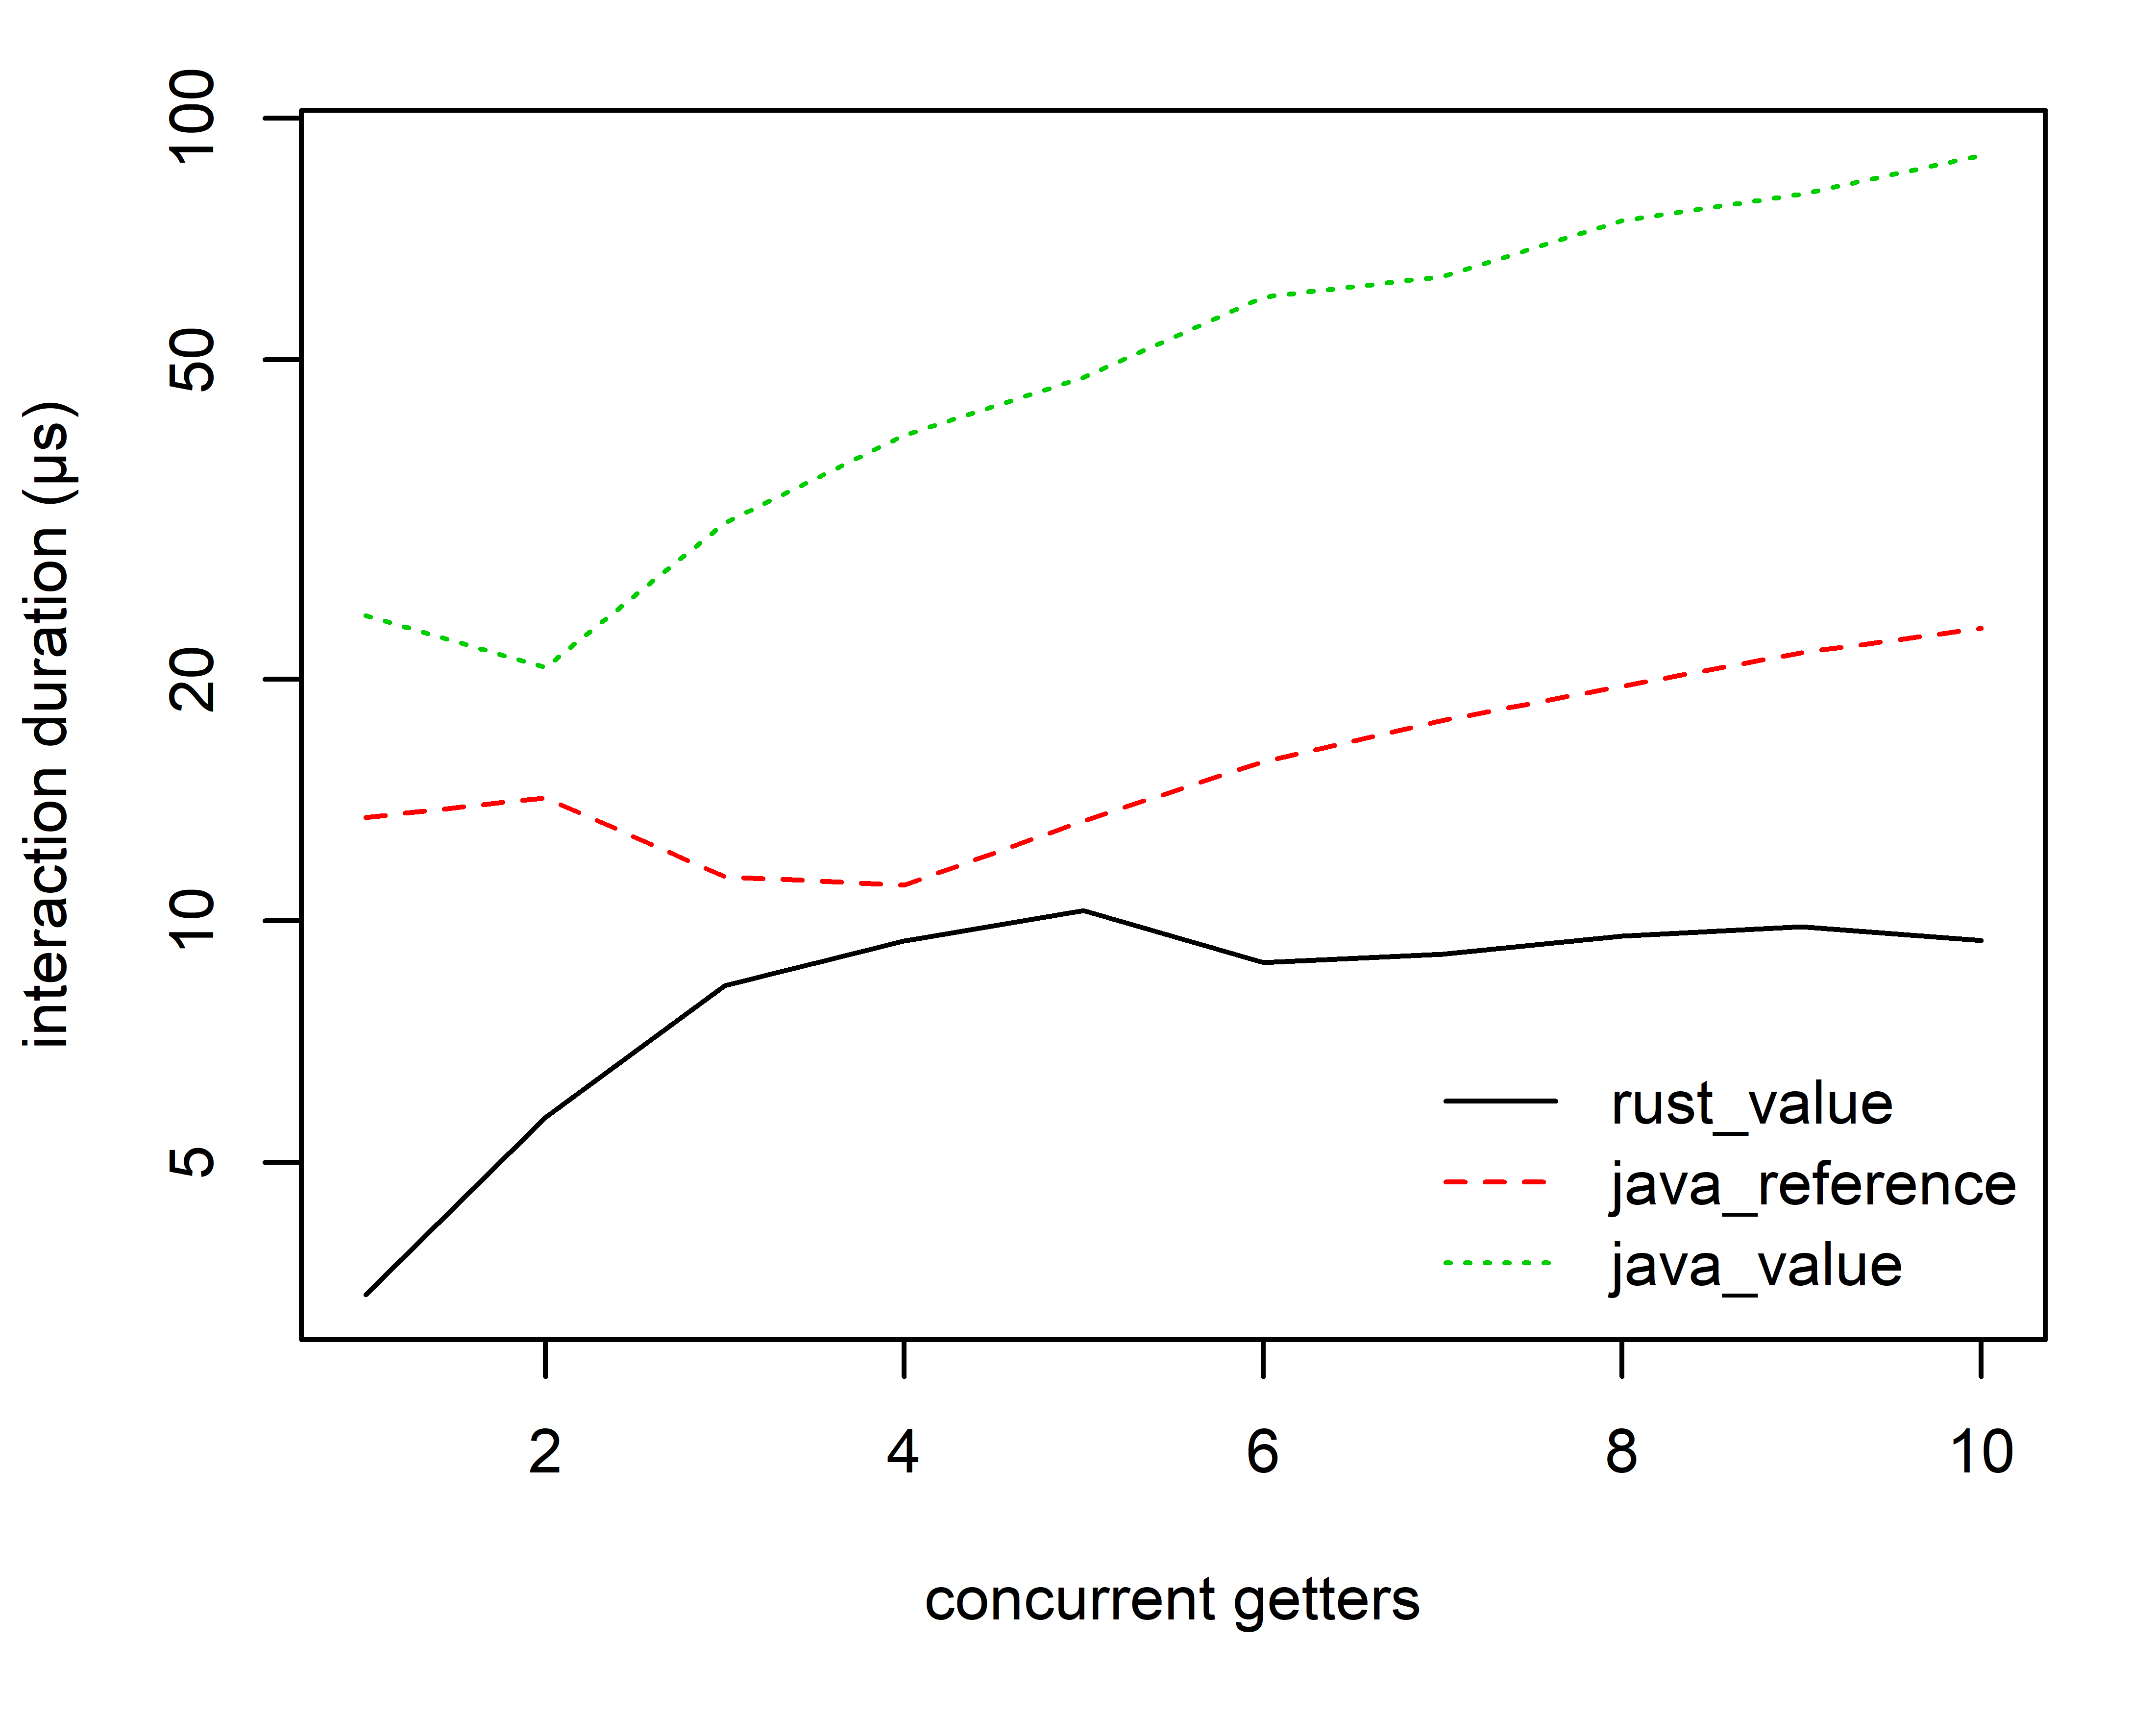 interaction duration (µs)
100
50
20
10
5
rust_value
java_reference
java_value
2 4 6 8 10
concurrent getters